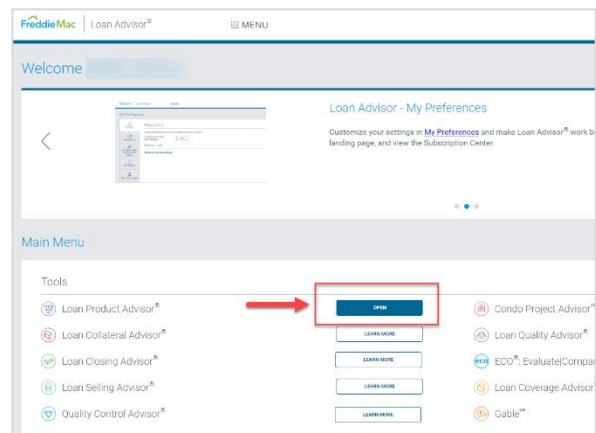 FreddieMac Loan Advisor® MENU
Welcome
My Preferences
Loan Advisor - My Preferences
Customize your settings in My Preferences and make Loan Advisor® work b
landing page, and view the Subscription Center.
Main Menu
Tools
Loan Product Advisor® OPEN Condo Project Advisor®
Loan Collateral Advisor® LEARN MORE Loan Quality Advisor®
Loan Closing Advisor® LEARN MORE eco ECO®: Evaluate|Compar
Loan Selling Advisor® LEARN MORE Loan Coverage Advisor
Quality Control Advisor® LEARN MORE Gable℠